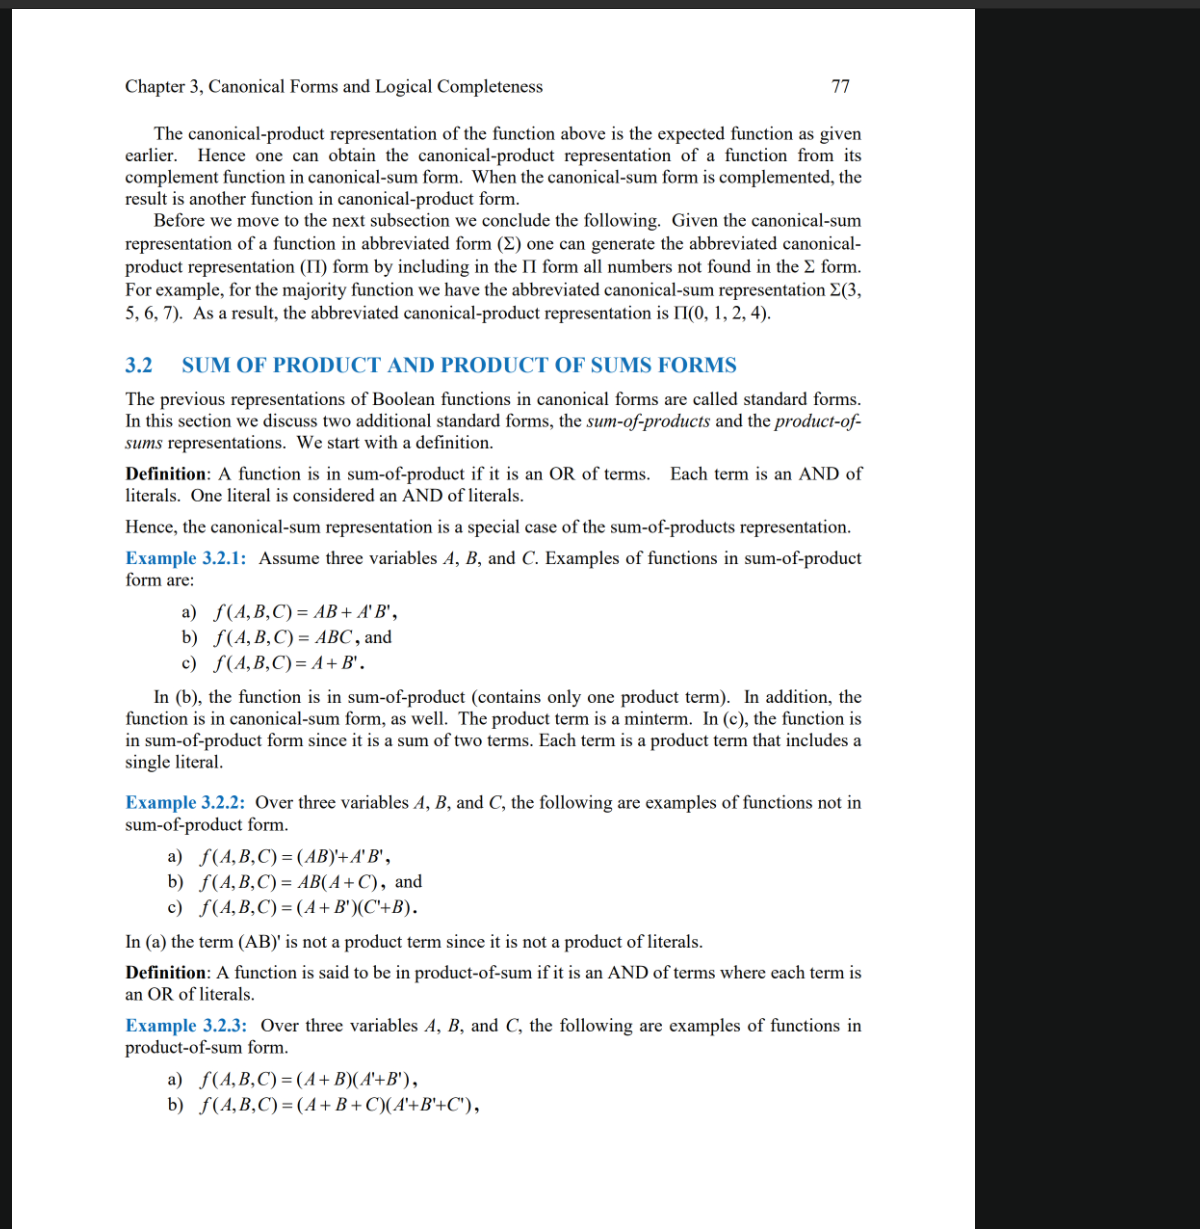 Chapter 3, Canonical Forms and Logical Completeness 77
The canonical-product representation of the function above is the expected function as given
earlier. Hence one can obtain the canonical-product representation of a function from its
complement function in canonical-sum form. When the canonical-sum form is complemented, the
result is another function in canonical-product form.
Before we move to the next subsection we conclude the following. Given the canonical-sum
representation of a function in abbreviated form (Σ) one can generate the abbreviated canonical-
product representation (Π) form by including in the Π form all numbers not found in the Σ form.
For example, for the majority function we have the abbreviated canonical-sum representation Σ(3,
5, 6, 7). As a result, the abbreviated canonical-product representation is Π(0, 1, 2, 4).
3.2 SUM OF PRODUCT AND PRODUCT OF SUMS FORMS
The previous representations of Boolean functions in canonical forms are called standard forms.
In this section we discuss two additional standard forms, the sum-of-products and the product-of-
sums representations. We start with a definition.
Definition: A function is in sum-of-product if it is an OR of terms. Each term is an AND of
literals. One literal is considered an AND of literals.
Hence, the canonical-sum representation is a special case of the sum-of-products representation.
Example 3.2.1: Assume three variables A, B, and C. Examples of functions in sum-of-product
form are:
a) f(A,B,C) = AB + A'B',
b) f(A,B,C) = ABC, and
c) f(A,B,C) = A + B'.
In (b), the function is in sum-of-product (contains only one product term). In addition, the
function is in canonical-sum form, as well. The product term is a minterm. In (c), the function is
in sum-of-product form since it is a sum of two terms. Each term is a product term that includes a
single literal.
Example 3.2.2: Over three variables A, B, and C, the following are examples of functions not in
sum-of-product form.
a) f(A,B,C) = (AB)'+A'B',
b) f(A,B,C) = AB(A+C), and
c) f(A,B,C) = (A + B')(C'+B).
In (a) the term (AB)' is not a product term since it is not a product of literals.
Definition: A function is said to be in product-of-sum if it is an AND of terms where each term is
an OR of literals.
Example 3.2.3: Over three variables A, B, and C, the following are examples of functions in
product-of-sum form.
a) f(A,B,C) = (A + B)(A'+B'),
b) f(A,B,C) = (A + B + C)(A'+B'+C'),